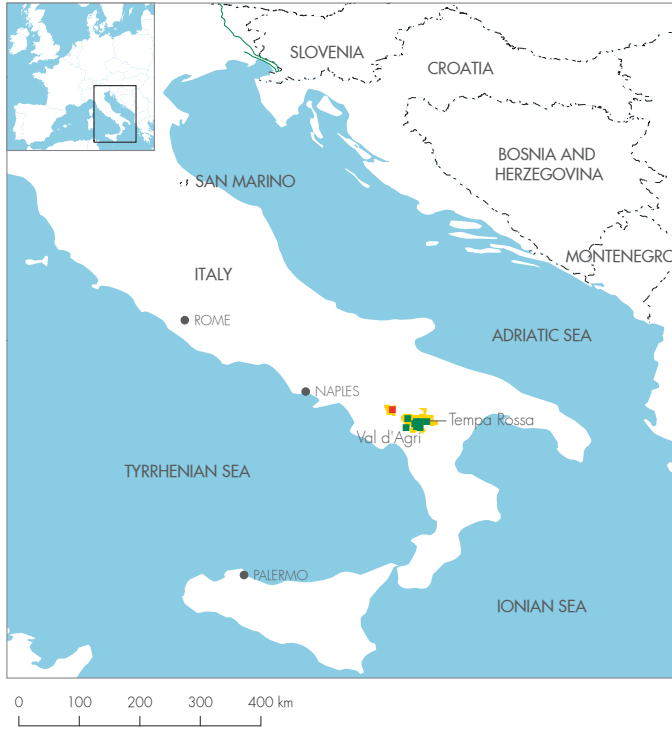 SLOVENIA
CROATIA
BOSNIA AND
HERZEGOVINA
SAN MARINO
MONTENEGRO
ITALY
ROME
ADRIATIC SEA
NAPLES
Tempa Rossa
Val d'Agri
TYRRHENIAN SEA
PALERMO
IONIAN SEA
0 100 200 300 400 km